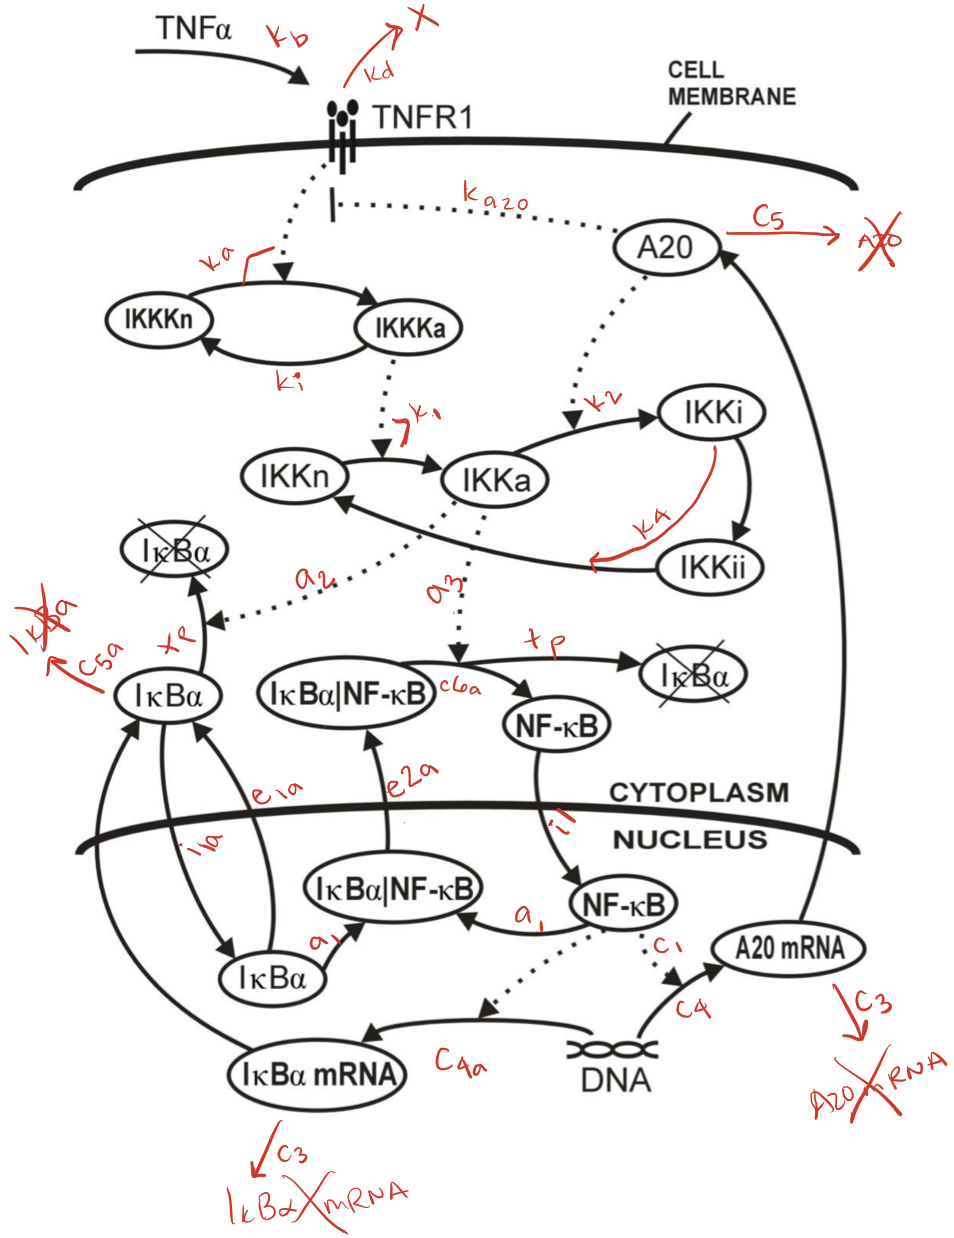 TNFα
kb
X
kd
CELL
MEMBRANE
TNFR1
ka20
C5
A20
A20
ka
IKKKn
IKKKa
ki
k1
k2
IKKi
IKKn
IKKa
k4
IκBα
IKKii
a2
a3
IκBa
C5a
tp
tp
IκBα
IκBα|NF-κB
c6a
IκBα
NF-κB
e1a
e2a
CYTOPLASM
i1a
i1
NUCLEUS
IκBα|NF-κB
NF-κB
a1
a1
C1
A20 mRNA
IκBα
C4
C3
C4a
IκBα mRNA
DNA
A20 mRNA
C3
IκBα mRNA